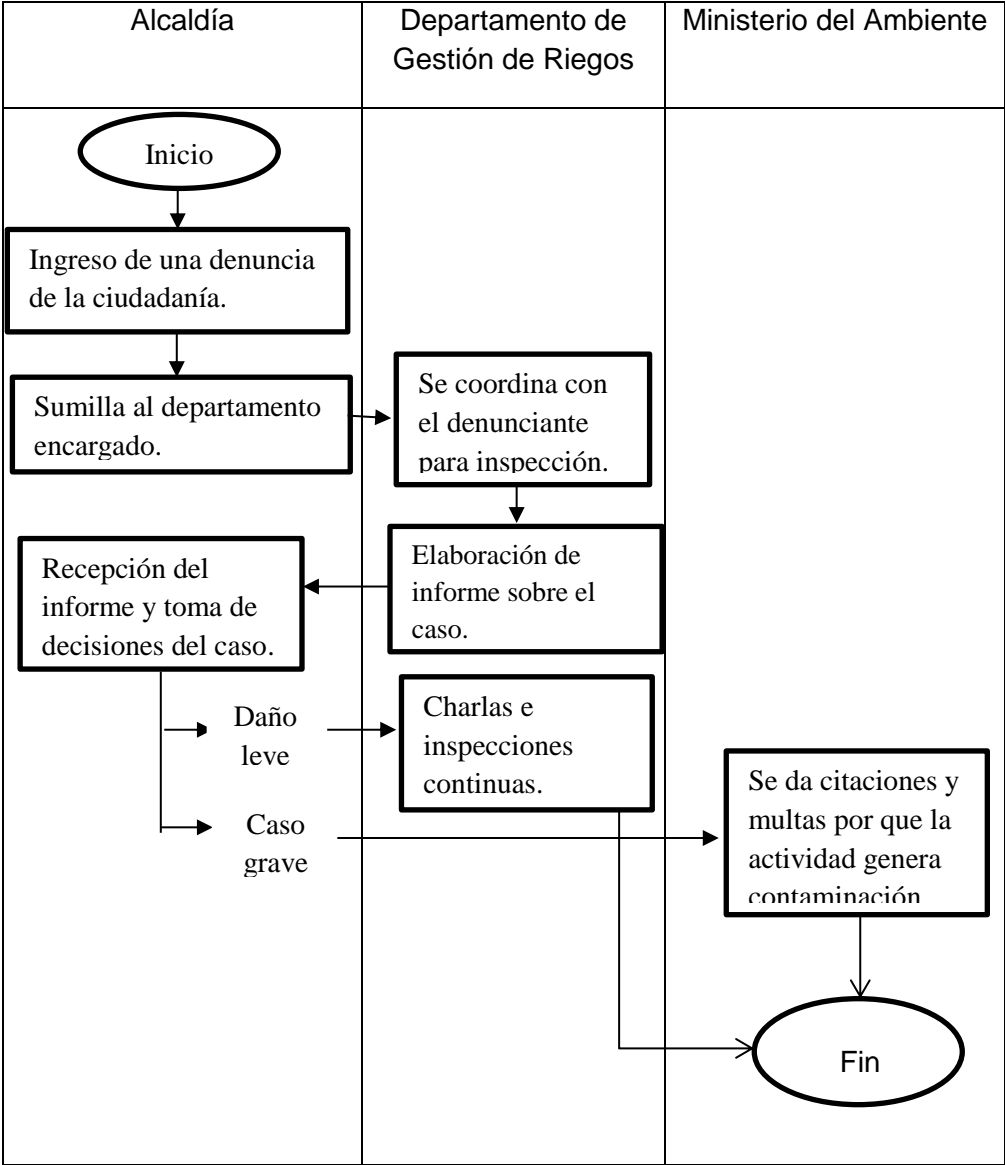 Alcaldía
Departamento de
Gestión de Riegos
Ministerio del Ambiente
Inicio
Ingreso de una denuncia
de la ciudadanía.
Sumilla al departamento
encargado.
Se coordina con
el denunciante
para inspección.
Elaboración de
informe sobre el
caso.
Recepción del
informe y toma de
decisiones del caso.
Daño
leve
Charlas e
inspecciones
continuas.
Caso
grave
Se da citaciones y
multas por que la
actividad genera
contaminación
Fin